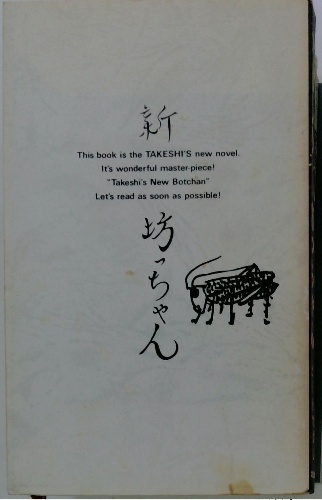 新
This book is the TAKESHI'S new novel.
It's wonderful master-piece!
"Takeshi's New Botchan"
Let's read as soon as possible!
坊っちゃん